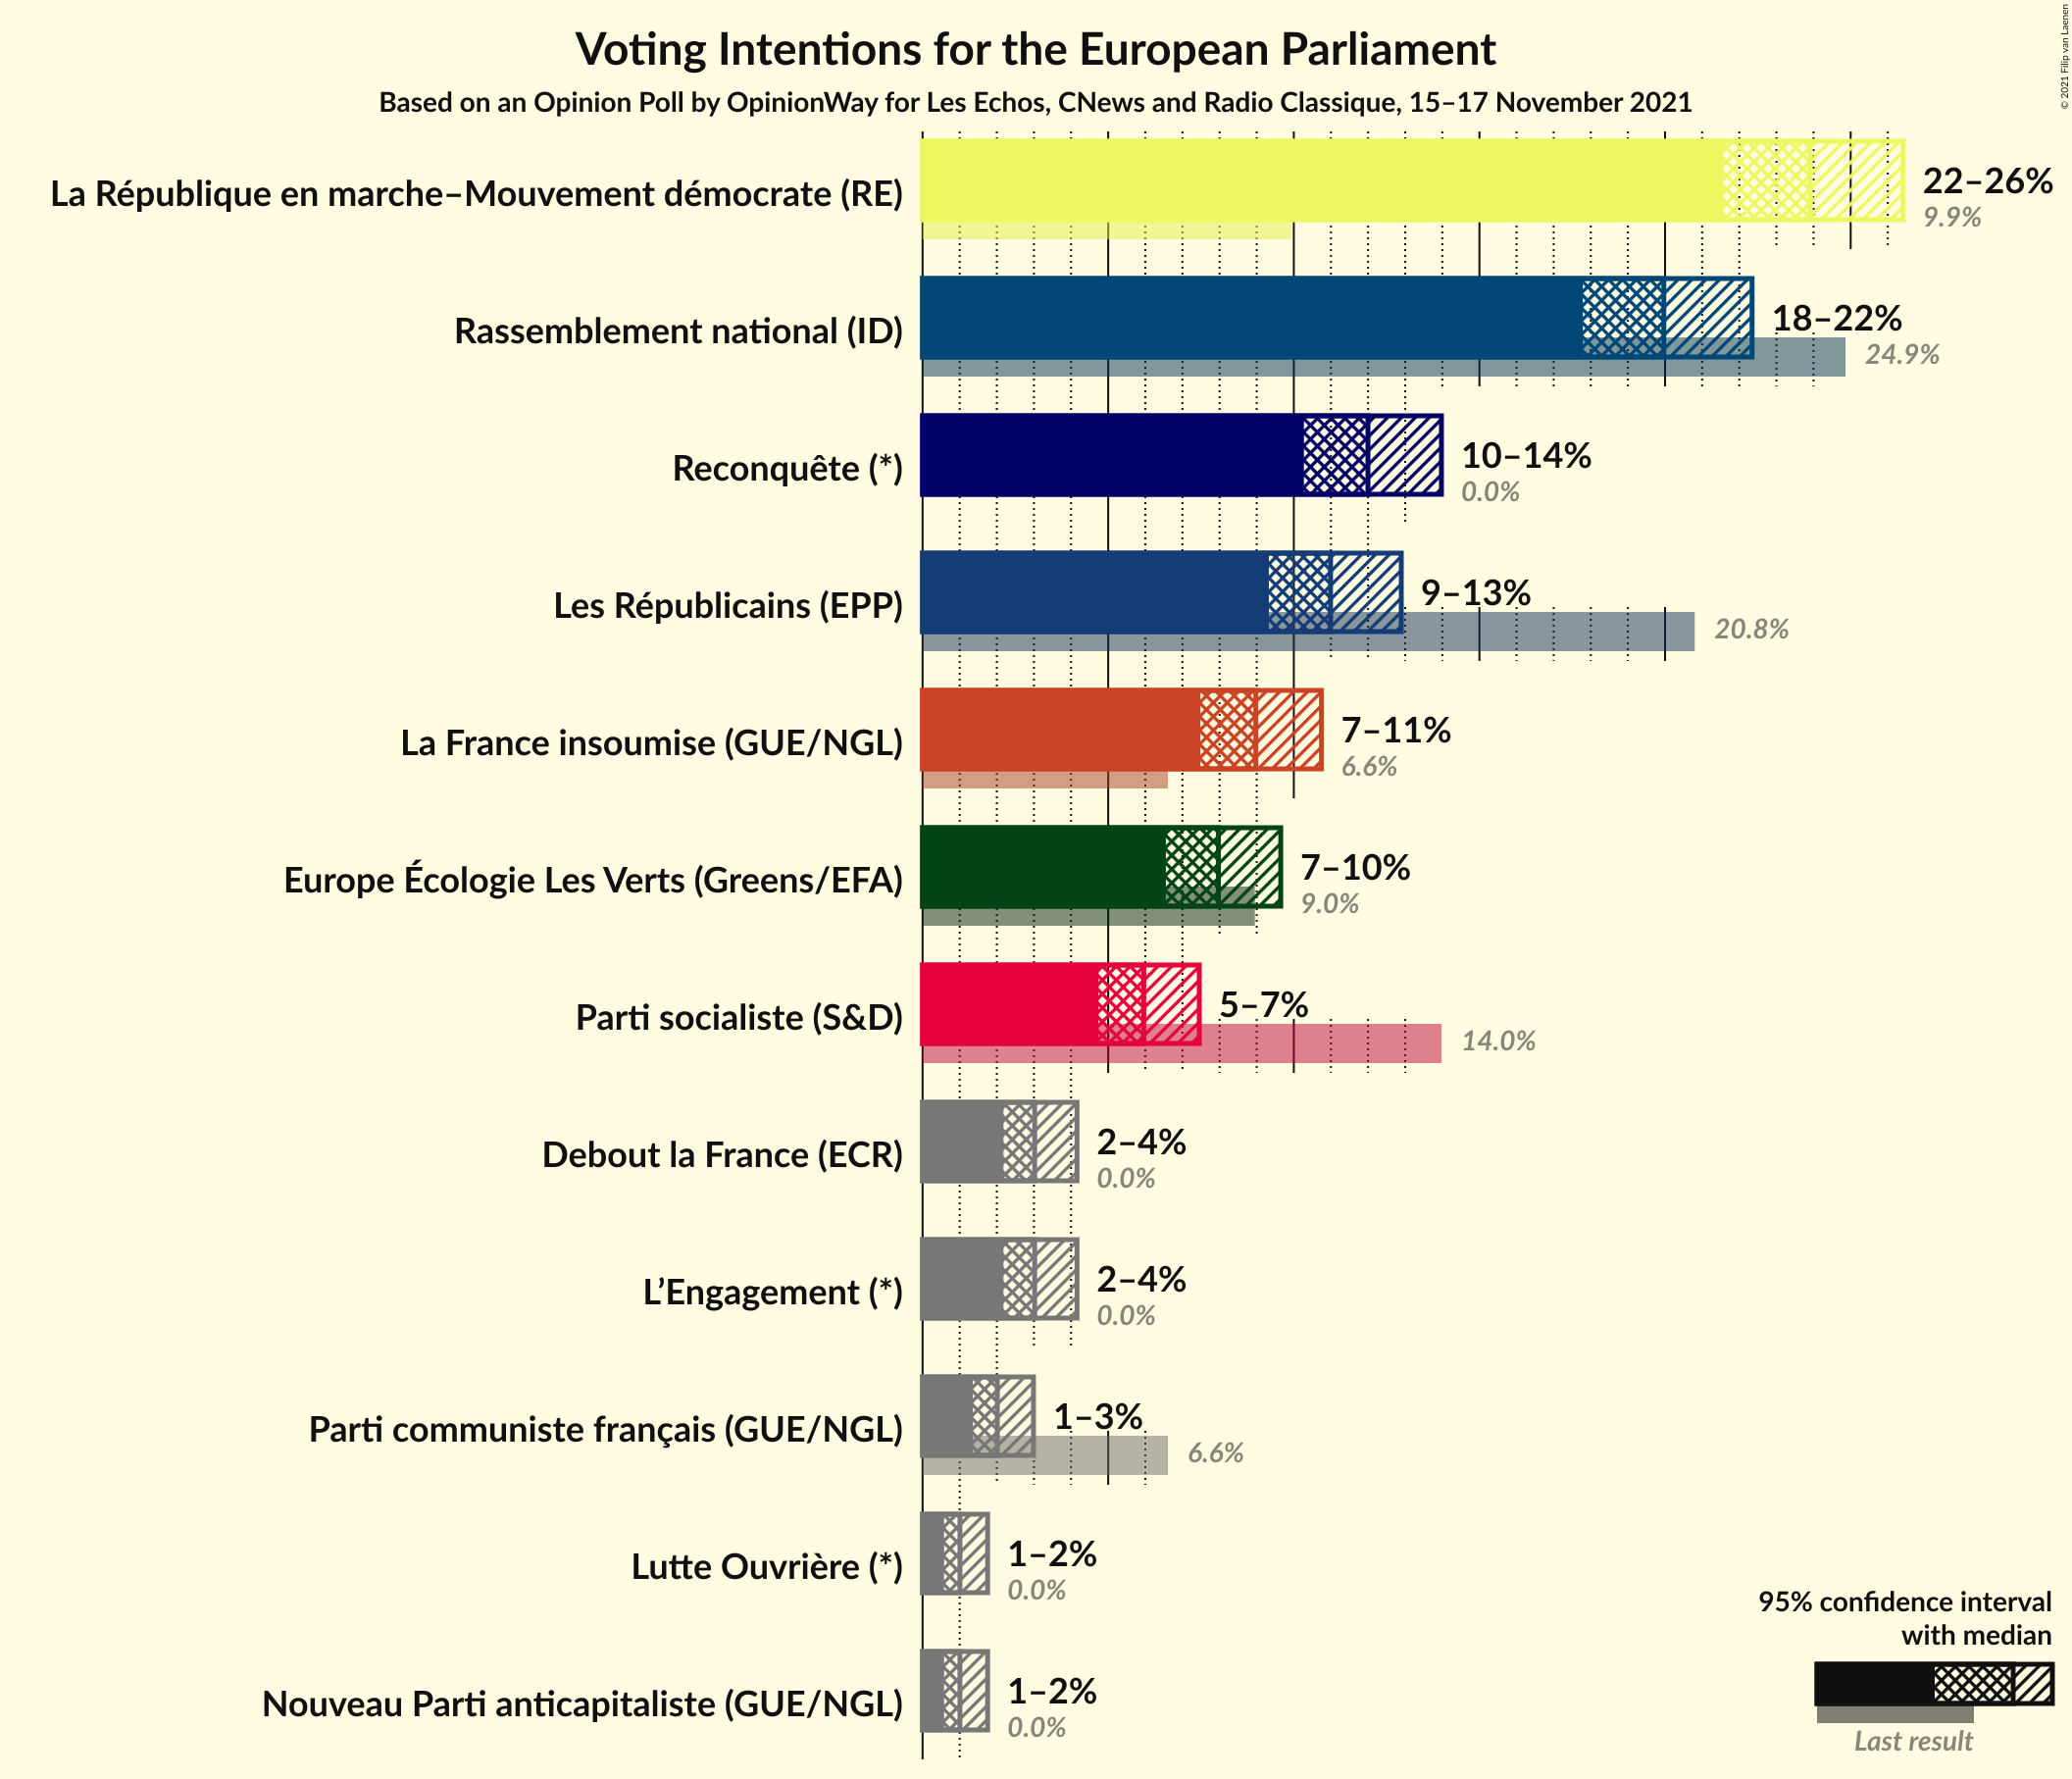 Voting Intentions for the European Parliament
Based on an Opinion Poll by OpinionWay for Les Echos, CNews and Radio Classique, 15–17 November 2021
© 2021 Filip van Laenen
La République en marche–Mouvement démocrate (RE)
22–26%
9.9%
Rassemblement national (ID)
18–22%
24.9%
Reconquête (*)
10–14%
0.0%
Les Républicains (EPP)
9–13%
20.8%
La France insoumise (GUE/NGL)
7–11%
6.6%
Europe Écologie Les Verts (Greens/EFA)
7–10%
9.0%
Parti socialiste (S&D)
5–7%
14.0%
Debout la France (ECR)
2–4%
0.0%
L’Engagement (*)
2–4%
0.0%
Parti communiste français (GUE/NGL)
1–3%
6.6%
Lutte Ouvrière (*)
1–2%
0.0%
Nouveau Parti anticapitaliste (GUE/NGL)
1–2%
0.0%
95% confidence interval
with median
Last result